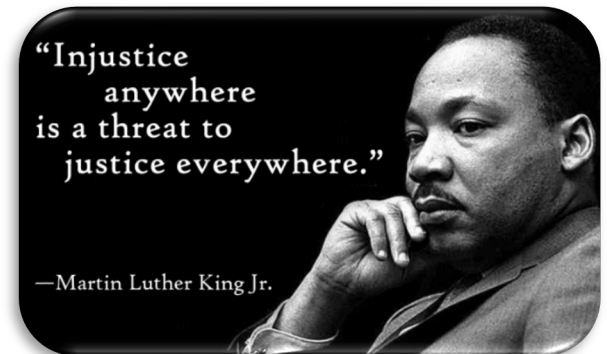 “Injustice
anywhere
is a threat to
justice everywhere.”
—Martin Luther King Jr.